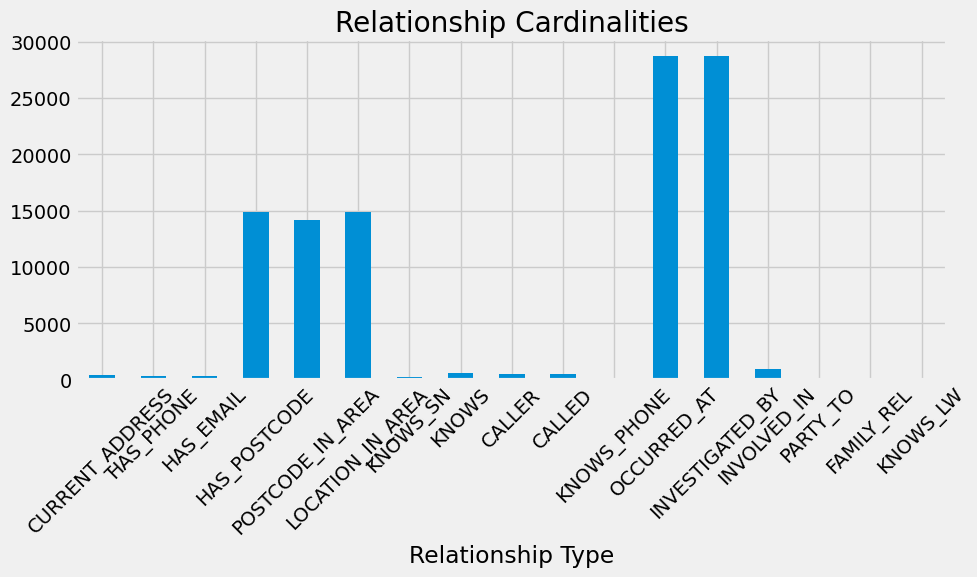 Relationship Cardinalities
30000
25000
20000
15000
10000
5000
0
CURRENT_ADDRESS
HAS_PHONE
HAS_EMAIL
HAS_POSTCODE
POSTCODE_IN_AREA
LOCATION_IN_AREA
KNOWS_SN
KNOWS
CALLER
CALLED
KNOWS_PHONE
OCCURRED_AT
INVESTIGATED_BY
INVOLVED_IN
PARTY_TO
FAMILY_REL
KNOWS_LW
Relationship Type